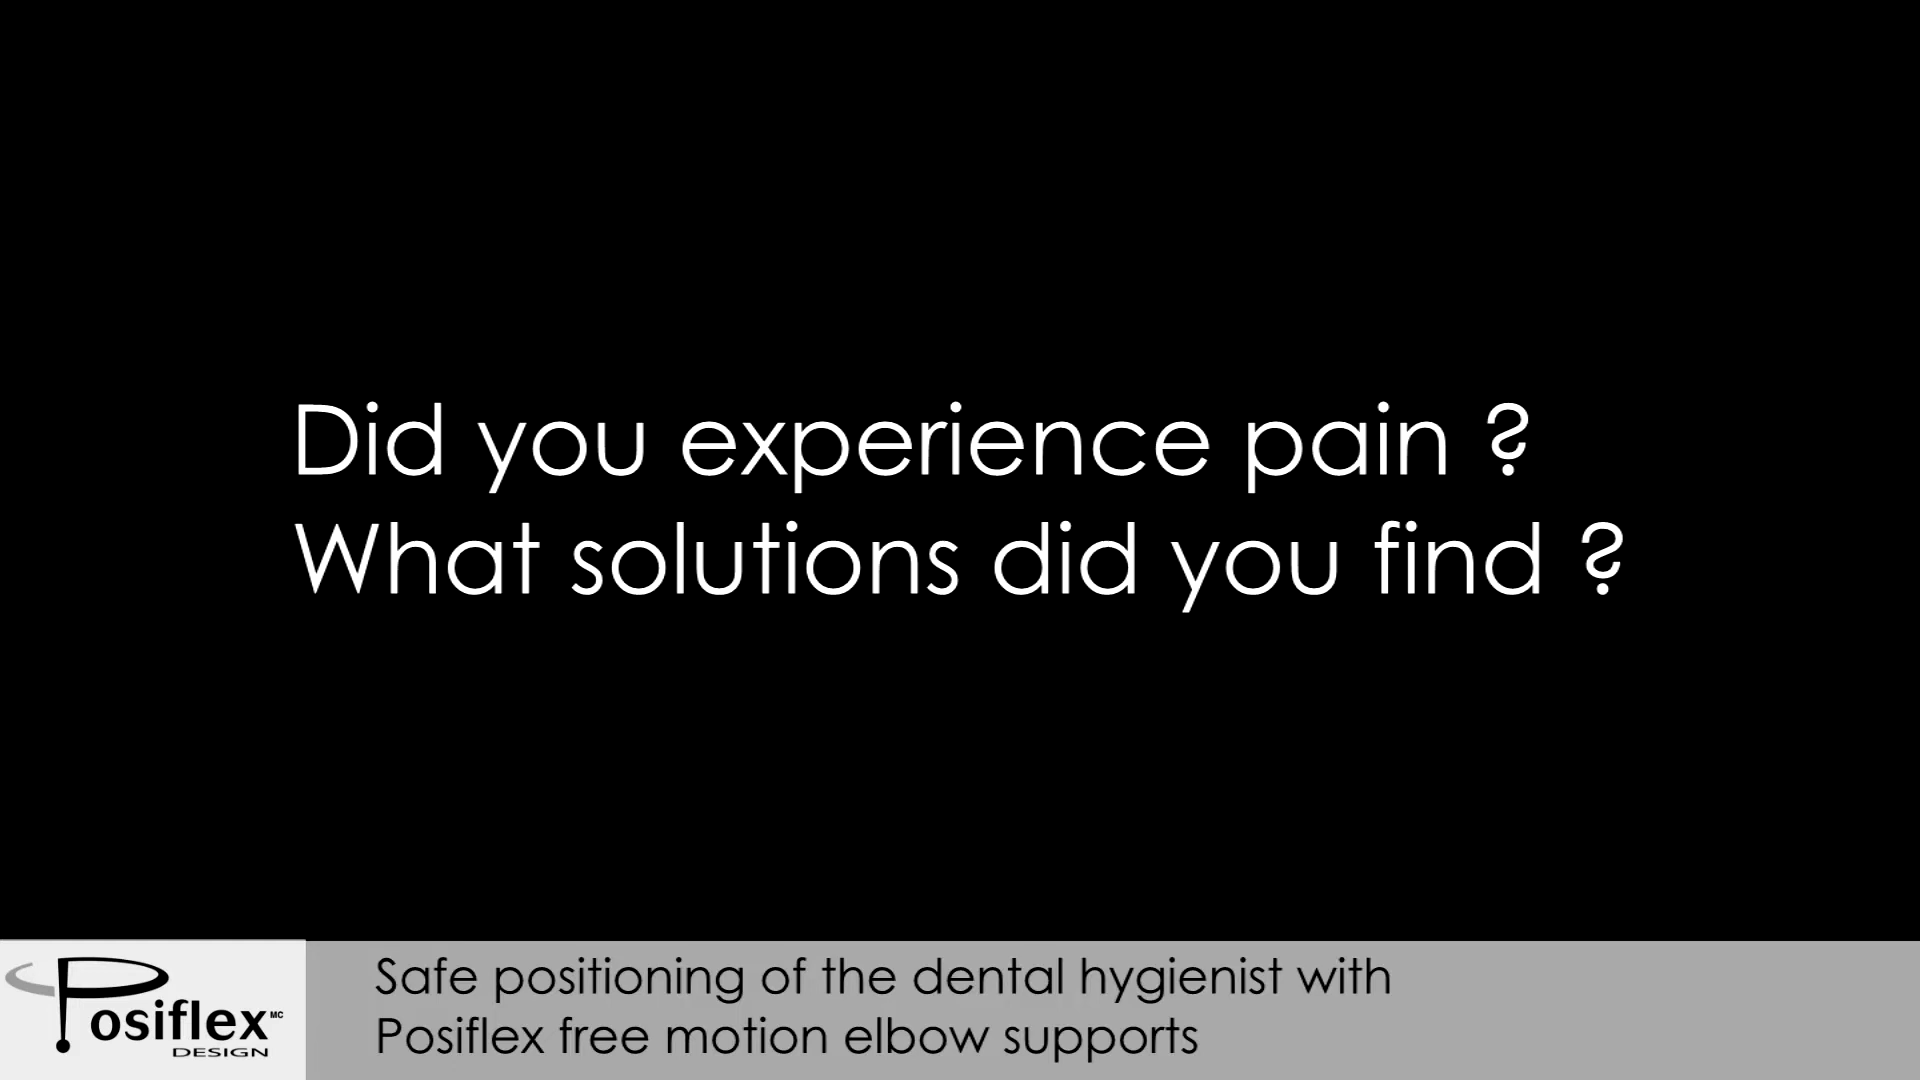 Did you experience pain ?
What solutions did you find ?
Posiflex MC
DESIGN
Safe positioning of the dental hygienist with
Posiflex free motion elbow supports